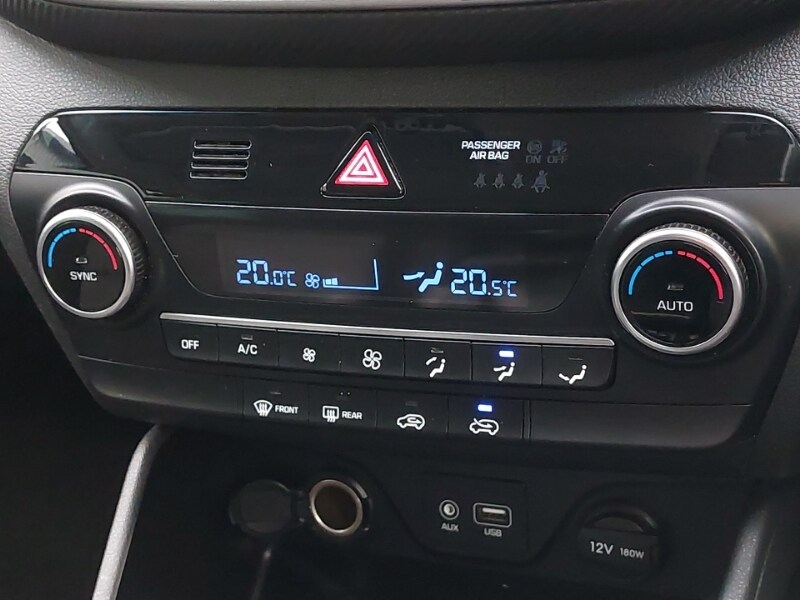 PASSENGER
AIR BAG
ON OFF
SYNC
20.0°C
20.5°C
AUTO
OFF
A/C
FRONT
REAR
AUX
USB
12V 180W